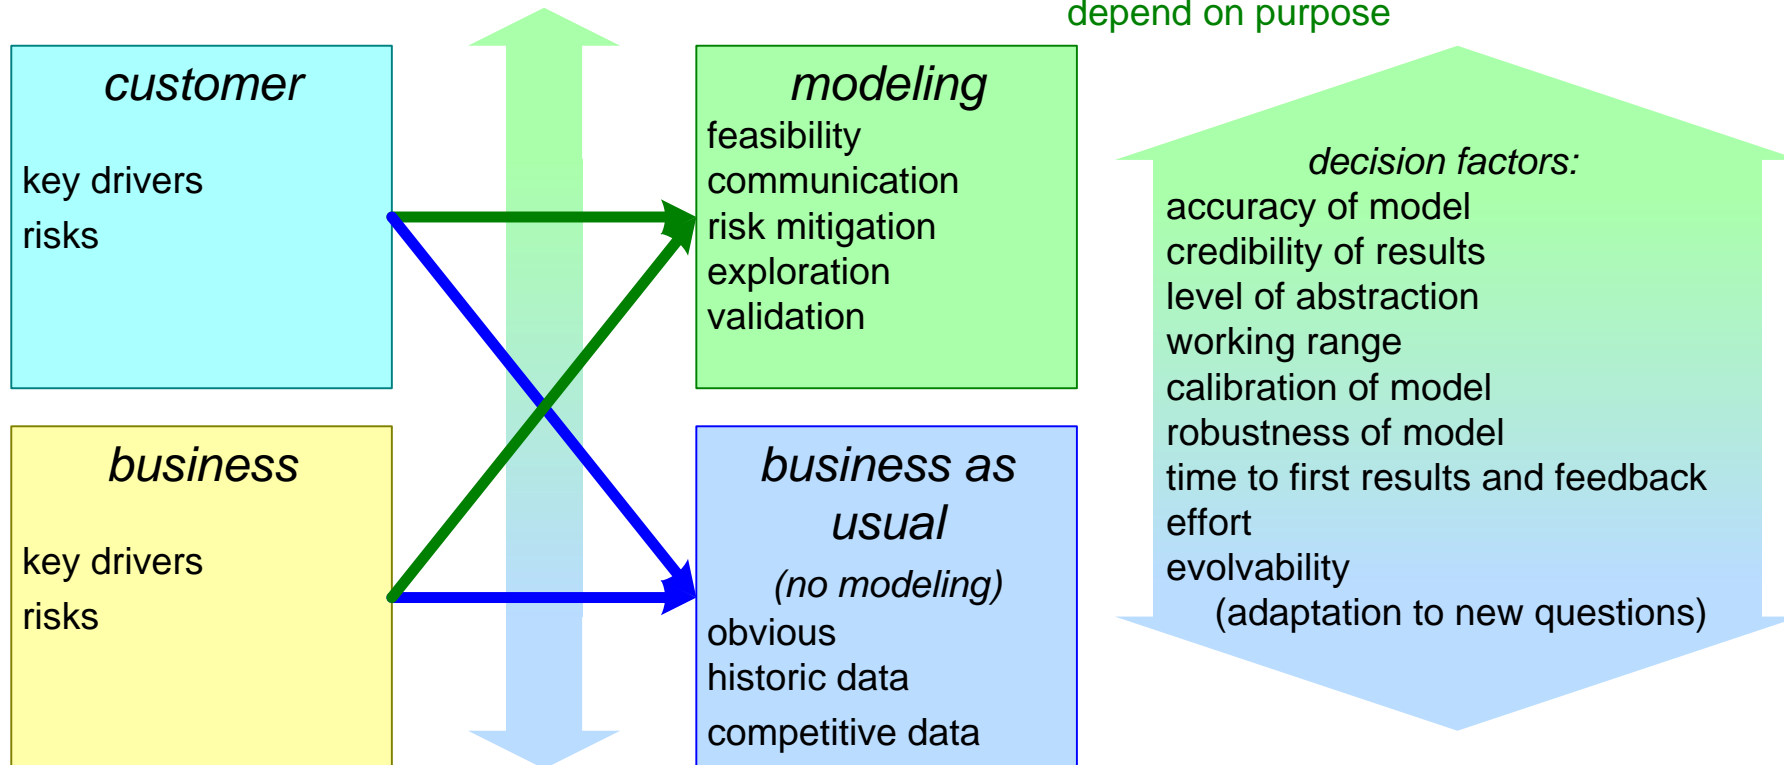 depend on purpose
customer
key drivers
risks
modeling
feasibility
communication
risk mitigation
exploration
validation
business
key drivers
risks
business as
usual
(no modeling)
obvious
historic data
competitive data
decision factors:
accuracy of model
credibility of results
level of abstraction
working range
calibration of model
robustness of model
time to first results and feedback
effort
evolvability
(adaptation to new questions)